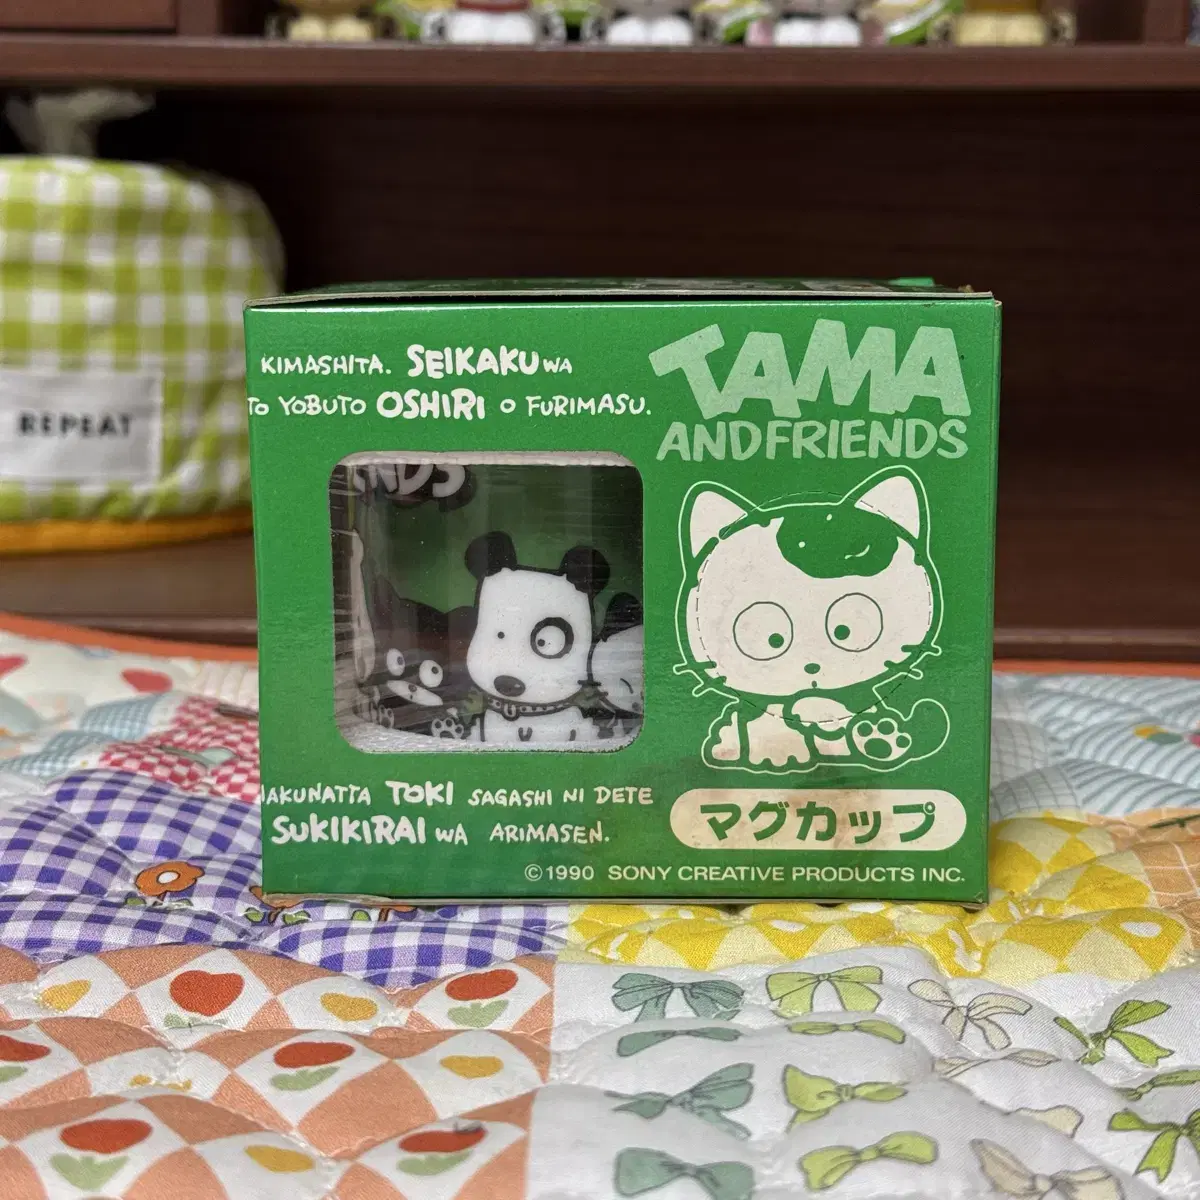 KIMASHITA. SEIKAKU WA
TO YOBUTO OSHIRI O FURIMASU.
TAMA
ANDFRIENDS
NDS
REPEAT
AKUNATTA TOKI SAGASHI NI DETE
SUKIKIRAI WA ARIMASEN.
マグカップ
©1990 SONY CREATIVE PRODUCTS INC.